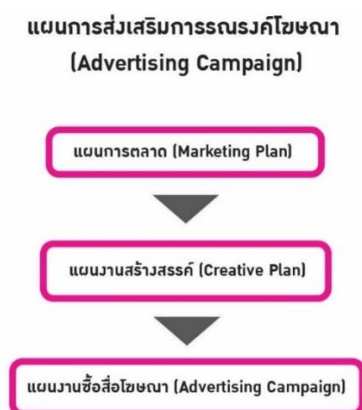 แผนการส่งเสริมการรณรงค์โฆษณา
(Advertising Campaign)
แผนการตลาด (Marketing Plan)
แผนงานสร้างสรรค์ (Creative Plan)
แผนงานซื้อสื่อโฆษณา (Advertising Campaign)